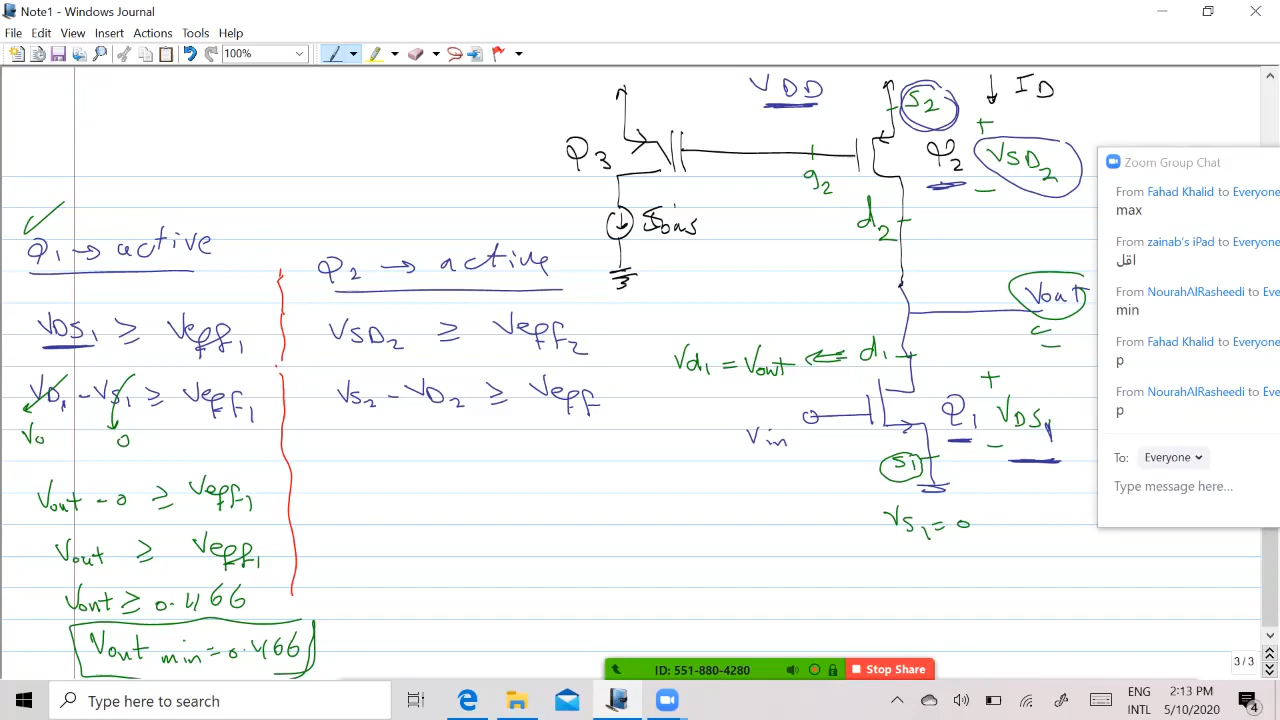 Note1 - Windows Journal
File Edit View Insert Actions Tools Help
100%
VDD
S2
ID
+
Q3
g2
Q2
VSD2
−
d2
Ibias
Q1 → active
Q2 → active
VDS1 ≥ Veff1
VSD2 ≥ Veff2
Vout
VD1 - VS1 ≥ Veff1
VS2 - VD2 ≥ Veff
Vo
0
Vd1 = Vout ⇐ d1
+
Vin
Q1
VDS1
−
S1
VS1 = 0
Vout - 0 ≥ Veff1
Vout ≥ Veff1
Vout ≥ 0.466
Vout min = 0.466
Zoom Group Chat
From Fahad Khalid to Everyone
max
From zainab's iPad to Everyone
اقل
From NourahAlRasheedi to Eve
min
From Fahad Khalid to Everyone
p
From NourahAlRasheedi to Eve
p
To: Everyone
Type message here...
3 / 3
ID: 551-880-4280
Stop Share
Type here to search
ENG
INTL
2:13 PM
5/10/2020
4